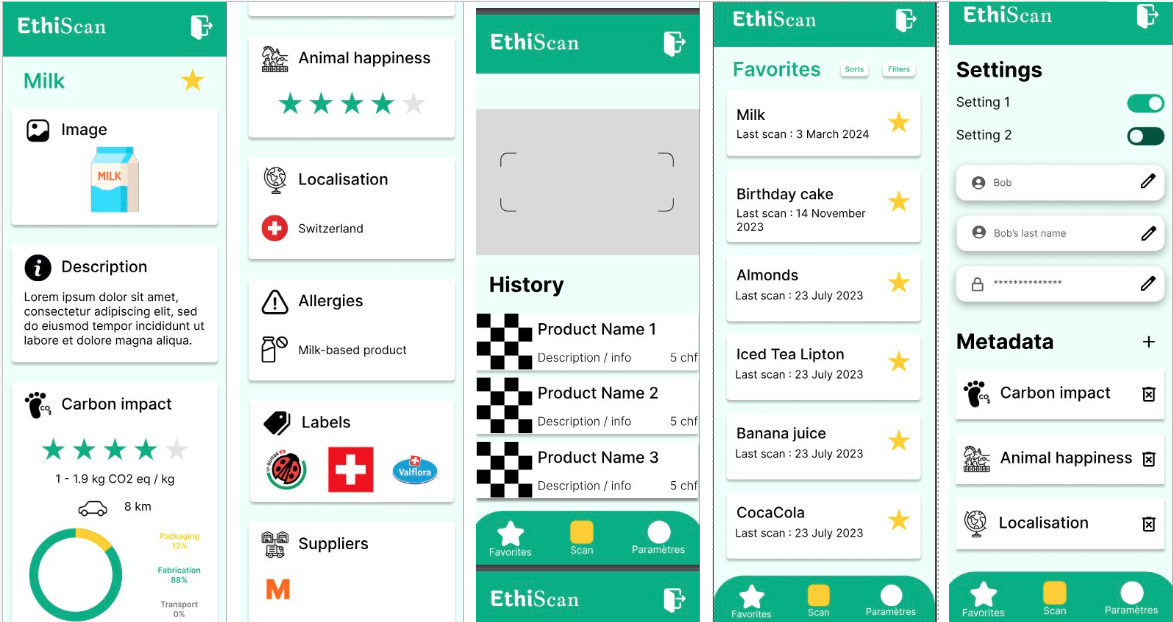 EthiScan
Milk
Image
MILK
Description
Lorem ipsum dolor sit amet,
consectetur adipiscing elit, sed
do eiusmod tempor incididunt ut
labore et dolore magna aliqua.
CO2
Carbon impact
1 - 1.9 kg CO2 eq / kg
8 km
Packaging
12%
Fabrication
88%
Transport
0%
Animal happiness
Localisation
Switzerland
Allergies
Milk-based product
Labels
Valflora
Suppliers
M
EthiScan
History
Product Name 1
Description / info 5 chf
Product Name 2
Description / info 5 chf
Product Name 3
Description / info 5 chf
Favorites Scan Paramètres
EthiScan
EthiScan
Favorites Sorts Filters
Milk
Last scan : 3 March 2024
Birthday cake
Last scan : 14 November
2023
Almonds
Last scan : 23 July 2023
Iced Tea Lipton
Last scan : 23 July 2023
Banana juice
Last scan : 23 July 2023
CocaCola
Last scan : 23 July 2023
Favorites Scan Paramètres
EthiScan
Settings
Setting 1
Setting 2
Bob
Bob's last name
**************
Metadata +
CO2
Carbon impact
Animal happiness
Localisation
Favorites Scan Paramètres